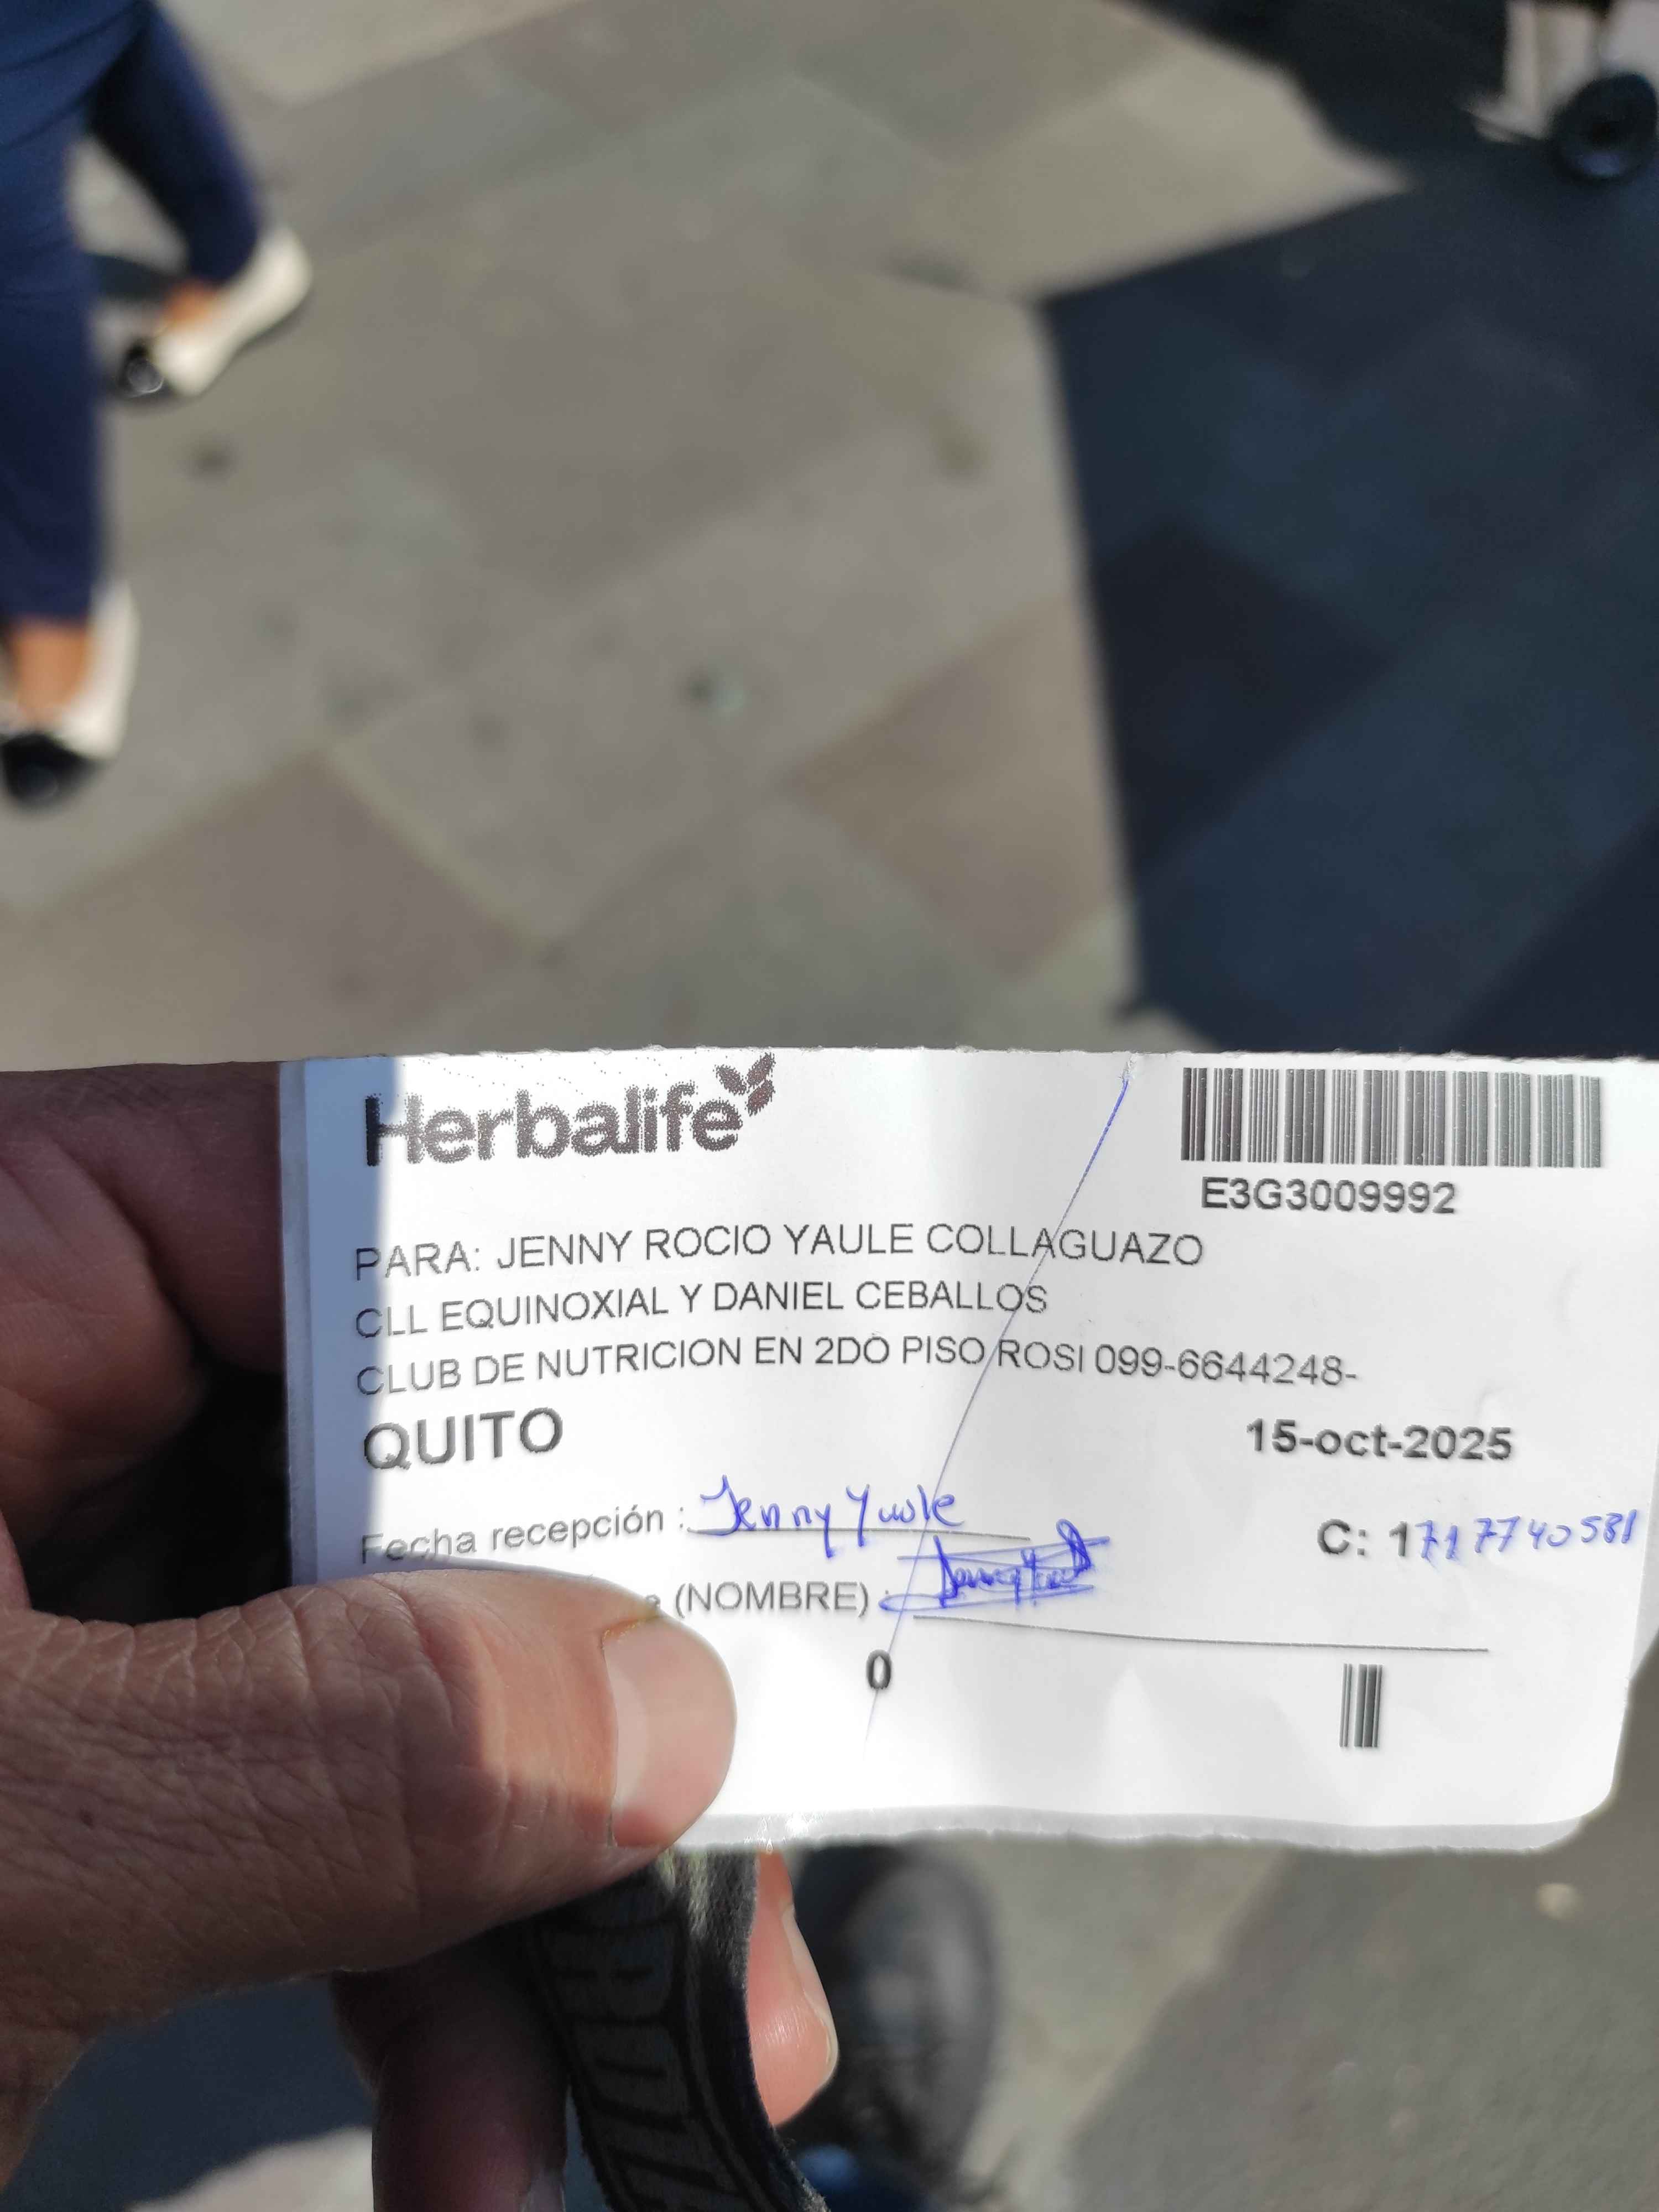 Herbalife
E3G3009992
PARA: JENNY ROCIO YAULE COLLAGUAZO
CLL EQUINOXIAL Y DANIEL CEBALLOS
CLUB DE NUTRICION EN 2DO PISO ROSI 099-6644248-
QUITO 15-oct-2025
Fecha recepción : Jenny Yaule C: 1717740581
(NOMBRE) :
0